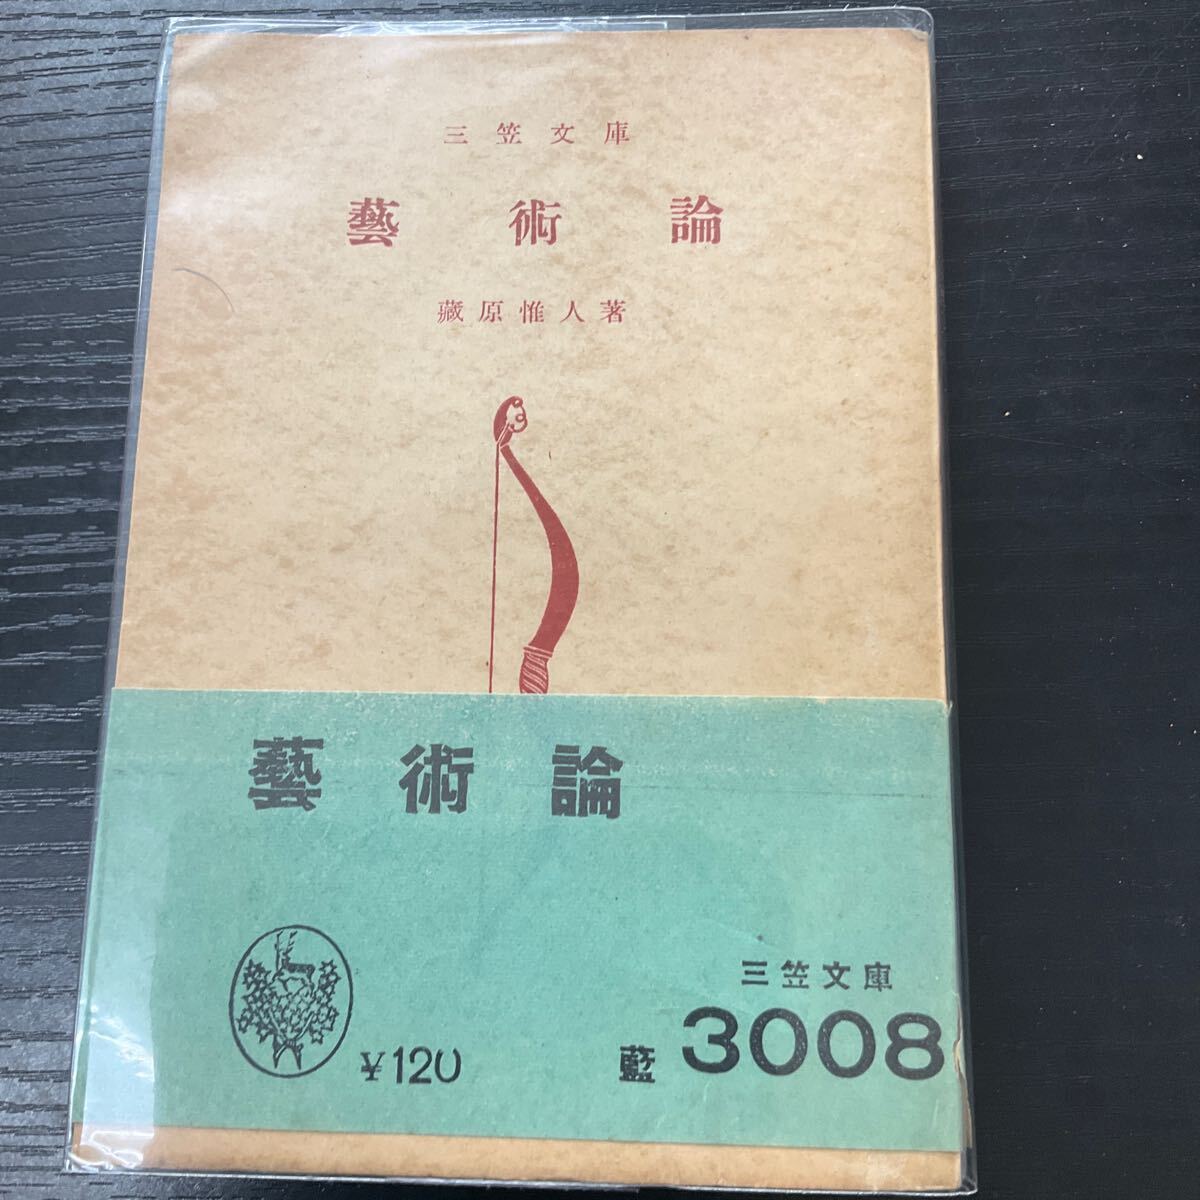 三笠文庫
藝術論
藏原惟人著
藝術論
三笠文庫
¥120
藍 3008